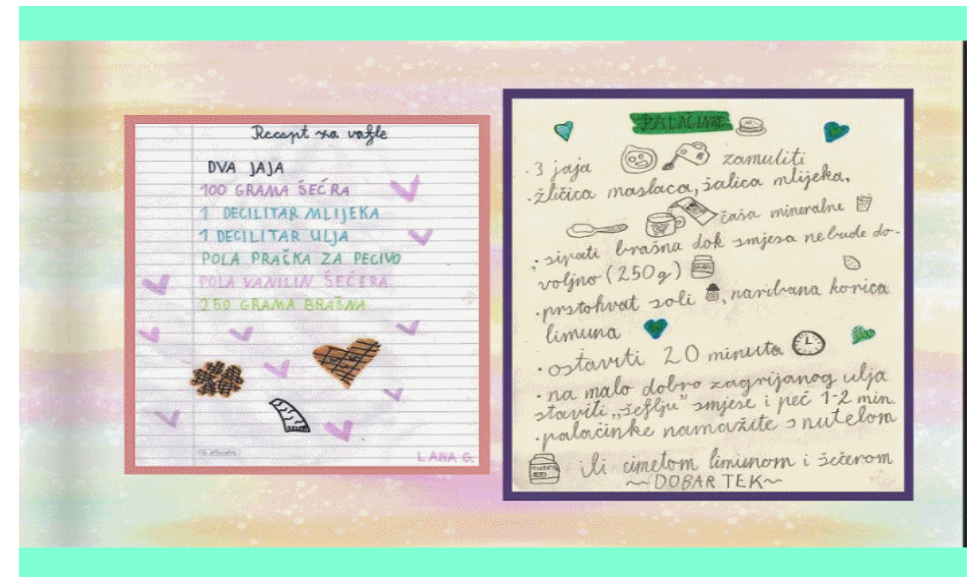 Recept za vafle
DVA JAJA
100 GRAMA ŠEĆRA
1 DECILITAR MLIJEKA
1 DECILITAR ULJA
POLA PRAČKA ZA PECIVO
POLA VANILIN ŠEĆERA
250 GRAMA BRAŠNA
LANA G.
PALAČINKE
· 3 jaja zamutiti
· žličica maslaca, šalica mlijeka,
čaša mineralne
· sipati brašna dok smjesa ne bude do-
voljno (250g)
· prstohvat soli, naribana korica
limuna
· ostaviti 20 minuta
· na malo dobro zagrijanog ulja
staviti „šeflju" smjese i peč 1-2 min.
· palačinke namažite s nutelom
ili cimetom limunom i šečerom
~DOBAR TEK~